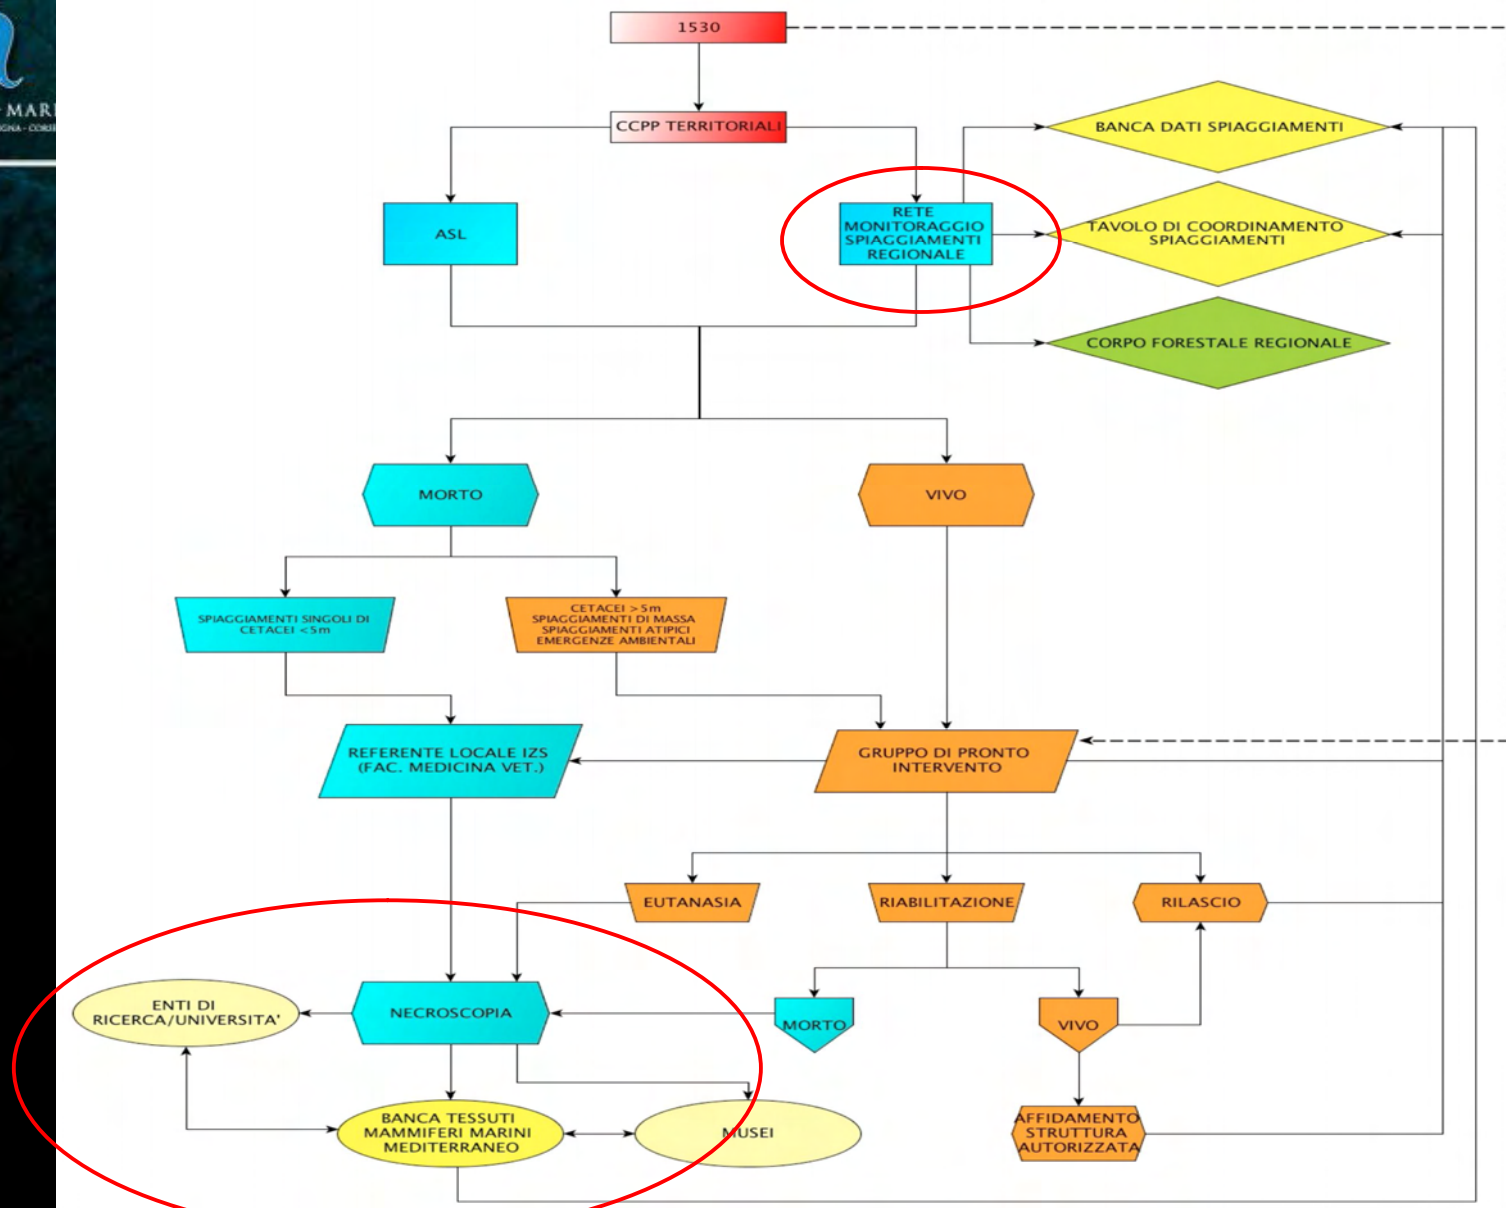 MAR
1530
CCPP TERRITORIALI
BANCA DATI SPIAGGIAMENTI
ASL
RETE
MONITORAGGIO
SPIAGGIAMENTI
REGIONALE
TAVOLO DI COORDINAMENTO
SPIAGGIAMENTI
CORPO FORESTALE REGIONALE
MORTO
VIVO
SPIAGGIAMENTI SINGOLI DI
CETACEI <5m
CETACEI >5m
SPIAGGIAMENTI DI MASSA
SPIAGGIAMENTI ATIPICI
EMERGENZE AMBIENTALI
REFERENTE LOCALE IZS
(FAC. MEDICINA VET.)
GRUPPO DI PRONTO
INTERVENTO
EUTANASIA
RIABILITAZIONE
RILASCIO
ENTI DI
RICERCA/UNIVERSITA'
NECROSCOPIA
MORTO
VIVO
BANCA TESSUTI
MAMMIFERI MARINI
MEDITERRANEO
MUSEI
AFFIDAMENTO
STRUTTURA
AUTORIZZATA